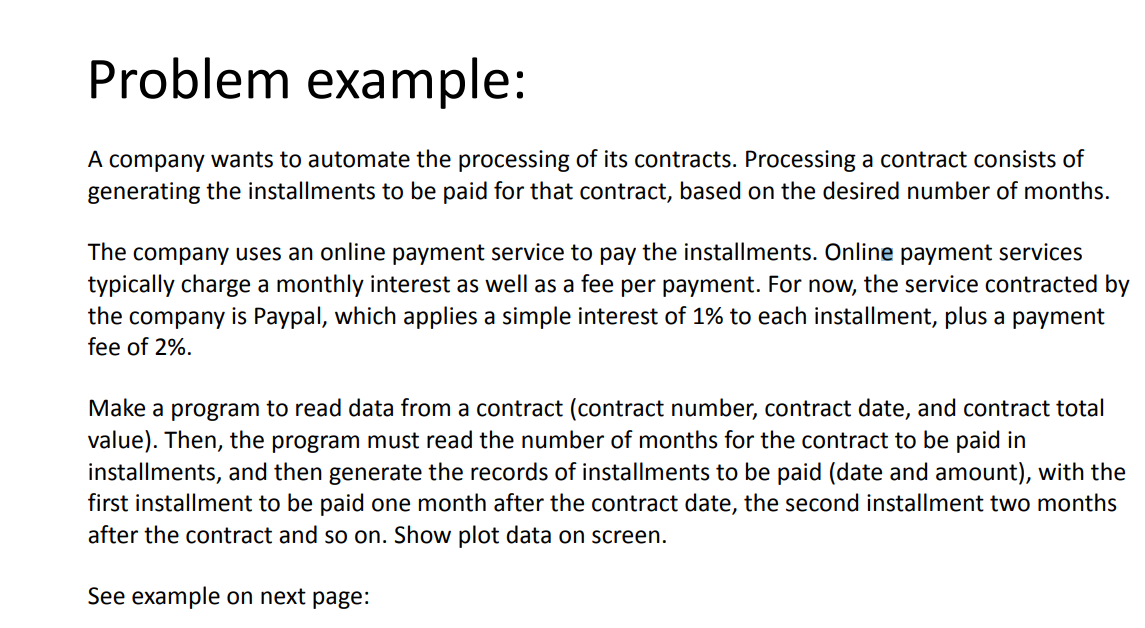 Problem example:
A company wants to automate the processing of its contracts. Processing a contract consists of
generating the installments to be paid for that contract, based on the desired number of months.
The company uses an online payment service to pay the installments. Online payment services
typically charge a monthly interest as well as a fee per payment. For now, the service contracted by
the company is Paypal, which applies a simple interest of 1% to each installment, plus a payment
fee of 2%.
Make a program to read data from a contract (contract number, contract date, and contract total
value). Then, the program must read the number of months for the contract to be paid in
installments, and then generate the records of installments to be paid (date and amount), with the
first installment to be paid one month after the contract date, the second installment two months
after the contract and so on. Show plot data on screen.
See example on next page: